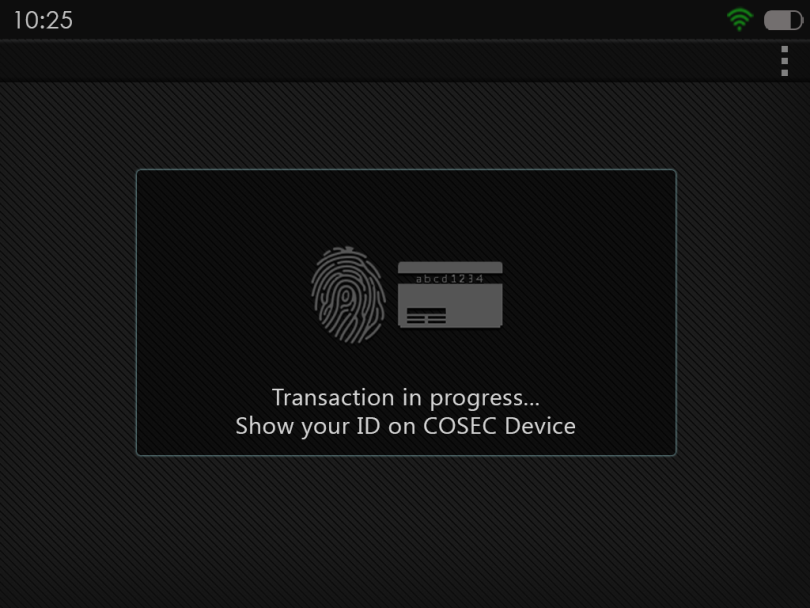 10:25
abcd1234
Transaction in progress...
Show your ID on COSEC Device